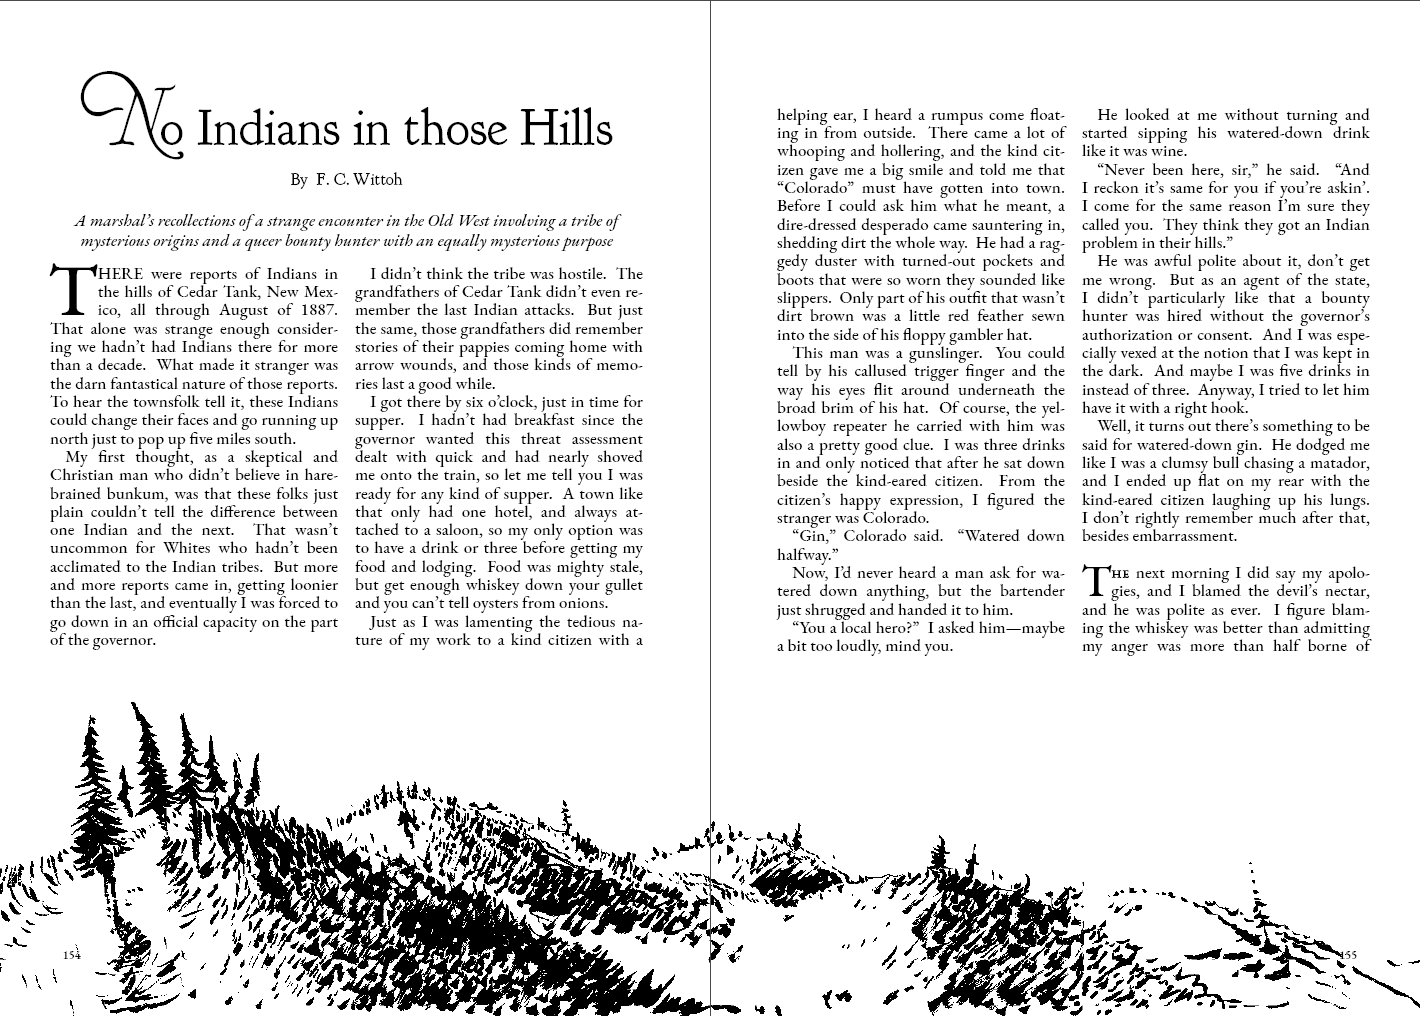 No Indians in those Hills
By F. C. Wittoh
A marshal's recollections of a strange encounter in the Old West involving a tribe of
mysterious origins and a queer bounty hunter with an equally mysterious purpose
THERE were reports of Indians in
the hills of Cedar Tank, New Mex-
ico, all through August of 1887.
That alone was strange enough consider-
ing we hadn't had Indians there for more
than a decade. What made it stranger was
the darn fantastical nature of those reports.
To hear the townsfolk tell it, these Indians
could change their faces and go running up
north just to pop up five miles south.
My first thought, as a skeptical and
Christian man who didn't believe in hare-
brained bunkum, was that these folks just
plain couldn't tell the difference between
one Indian and the next. That wasn't
uncommon for Whites who hadn't been
acclimated to the Indian tribes. But more
and more reports came in, getting loonier
than the last, and eventually I was forced to
go down in an official capacity on the part
of the governor.
I didn't think the tribe was hostile. The
grandfathers of Cedar Tank didn't even re-
member the last Indian attacks. But just
the same, those grandfathers did remember
stories of their pappies coming home with
arrow wounds, and those kinds of memo-
ries last a good while.
I got there by six o'clock, just in time for
supper. I hadn't had breakfast since the
governor wanted this threat assessment
dealt with quick and had nearly shoved
me onto the train, so let me tell you I was
ready for any kind of supper. A town like
that only had one hotel, and always at-
tached to a saloon, so my only option was
to have a drink or three before getting my
food and lodging. Food was mighty stale,
but get enough whiskey down your gullet
and you can't tell oysters from onions.
Just as I was lamenting the tedious na-
ture of my work to a kind citizen with a
154
helping ear, I heard a rumpus come float-
ing in from outside. There came a lot of
whooping and hollering, and the kind cit-
izen gave me a big smile and told me that
“Colorado” must have gotten into town.
Before I could ask him what he meant, a
dire-dressed desperado came sauntering in,
shedding dirt the whole way. He had a rag-
gedy duster with turned-out pockets and
boots that were so worn they sounded like
slippers. Only part of his outfit that wasn't
dirt brown was a little red feather sewn
into the side of his floppy gambler hat.
This man was a gunslinger. You could
tell by his callused trigger finger and the
way his eyes flit around underneath the
broad brim of his hat. Of course, the yel-
lowboy repeater he carried with him was
also a pretty good clue. I was three drinks
in and only noticed that after he sat down
beside the kind-eared citizen. From the
citizen's happy expression, I figured the
stranger was Colorado.
“Gin,” Colorado said. “Watered down
halfway.”
Now, I'd never heard a man ask for wa-
tered down anything, but the bartender
just shrugged and handed it to him.
“You a local hero?” I asked him—maybe
a bit too loudly, mind you.
He looked at me without turning and
started sipping his watered-down drink
like it was wine.
“Never been here, sir,” he said. “And
I reckon it's same for you if you're askin'.
I come for the same reason I'm sure they
called you. They think they got an Indian
problem in their hills.”
He was awful polite about it, don't get
me wrong. But as an agent of the state,
I didn't particularly like that a bounty
hunter was hired without the governor's
authorization or consent. And I was espe-
cially vexed at the notion that I was kept in
the dark. And maybe I was five drinks in
instead of three. Anyway, I tried to let him
have it with a right hook.
Well, it turns out there's something to be
said for watered-down gin. He dodged me
like I was a clumsy bull chasing a matador,
and I ended up flat on my rear with the
kind-eared citizen laughing up his lungs.
I don't rightly remember much after that,
besides embarrassment.
THE next morning I did say my apolo-
gies, and I blamed the devil's nectar,
and he was polite as ever. I figure blam-
ing the whiskey was better than admitting
my anger was more than half borne of
155